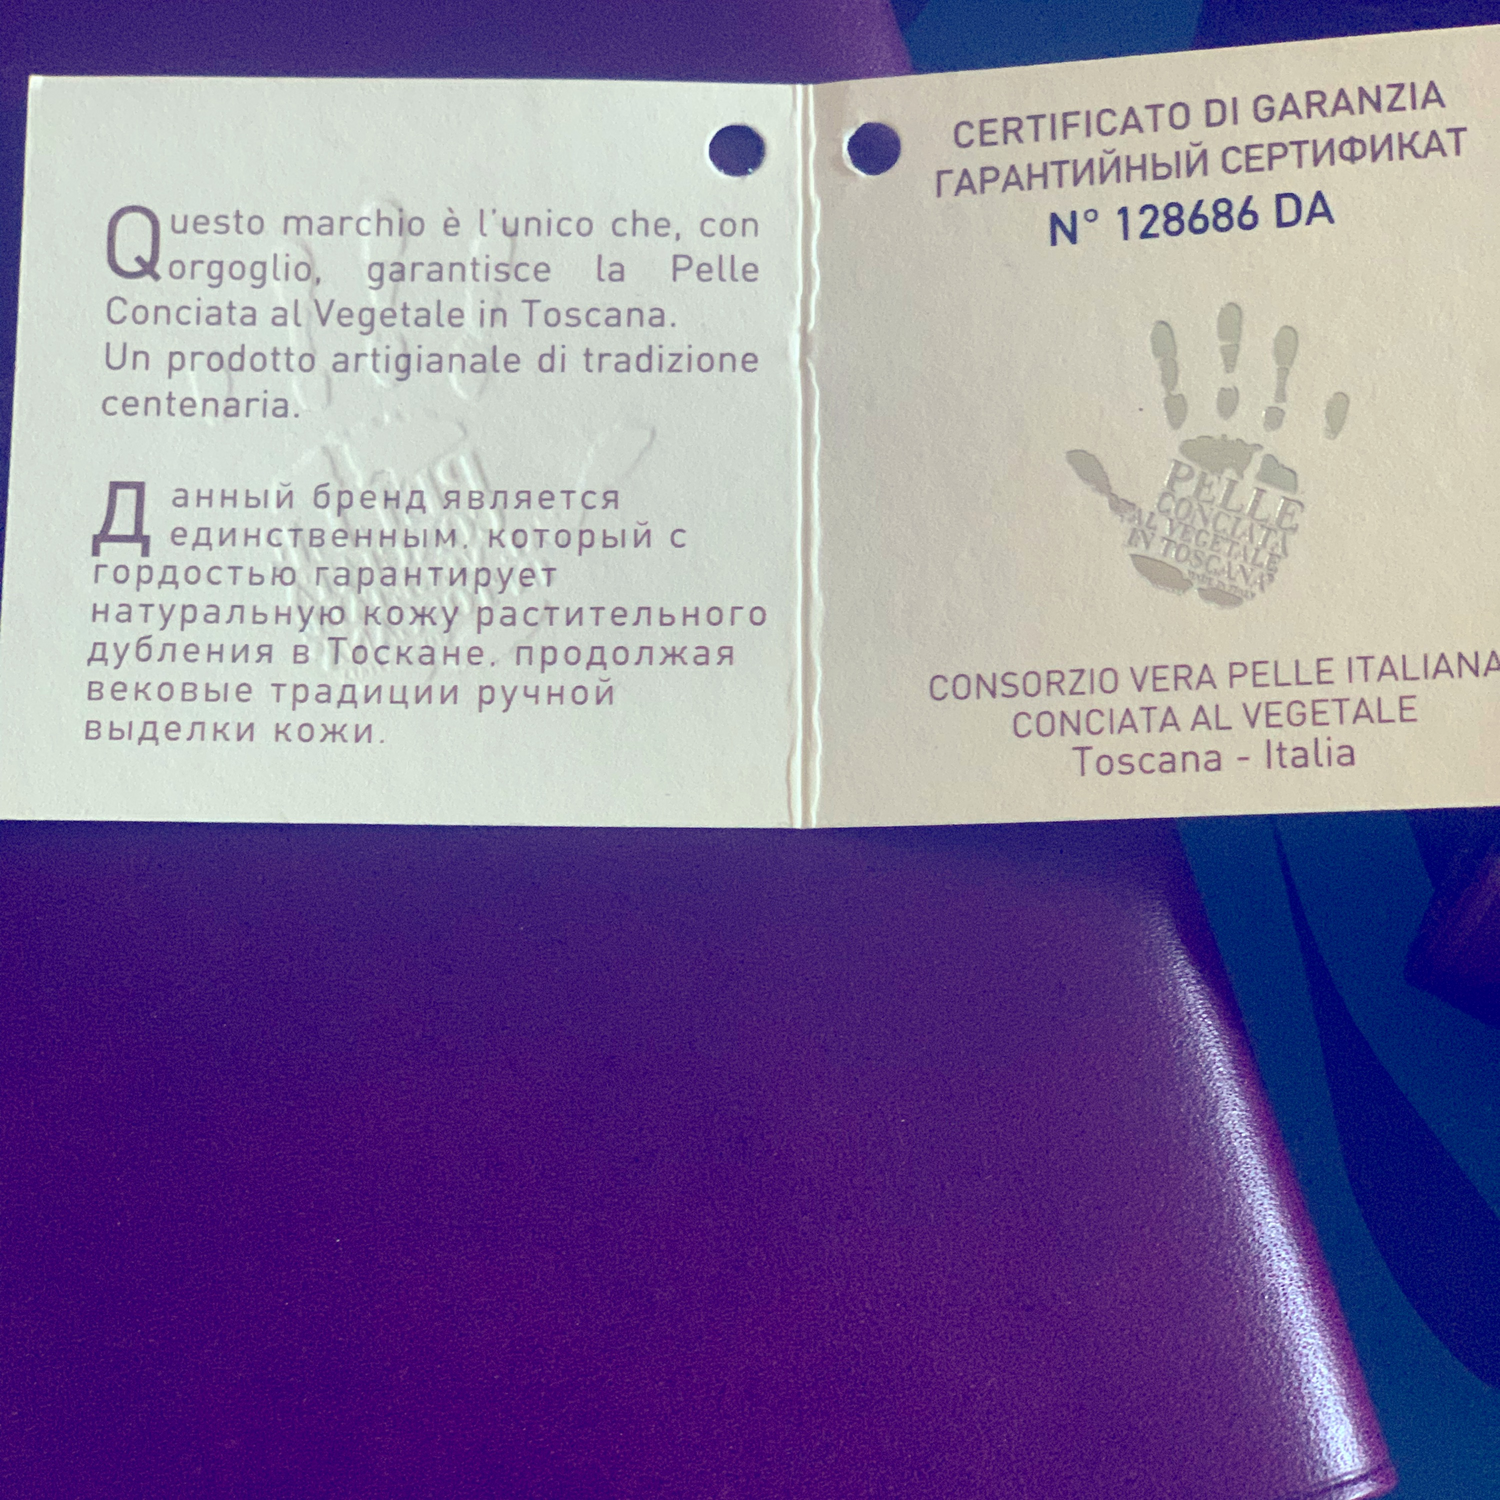 Questo marchio è l'unico che, con
orgoglio, garantisce la Pelle
Conciata al Vegetale in Toscana.
Un prodotto artigianale di tradizione
centenaria.
Данный бренд является
единственным, который с
гордостью гарантирует
натуральную кожу растительного
дубления в Тоскане, продолжая
вековые традиции ручной
выделки кожи.
CERTIFICATO DI GARANZIA
ГАРАНТИЙНЫЙ СЕРТИФИКАТ
N° 128686 DA
PELLE
CONCIATA
AL VEGETALE
IN TOSCANA
CONSORZIO VERA PELLE ITALIANA
CONCIATA AL VEGETALE
Toscana - Italia